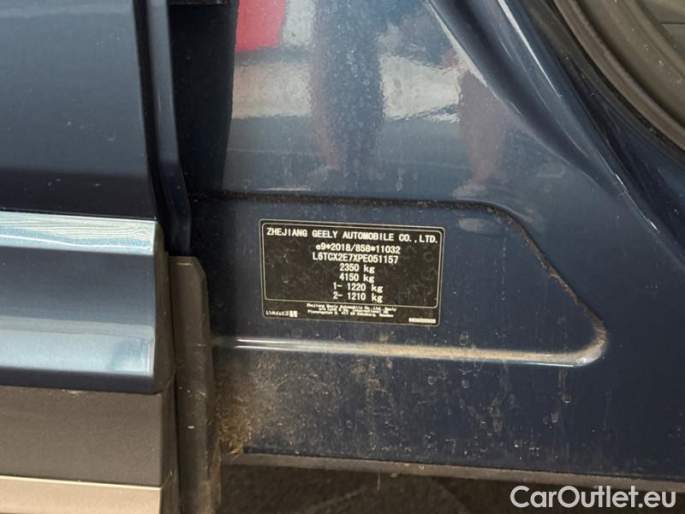 ZHEJIANG GEELY AUTOMOBILE CO.,LTD.
e9*2018/858*11032
L6TCX2E7XPE051157
2350 kg
4150 kg
1- 1220 kg
2- 1210 kg
CarOutlet.eu